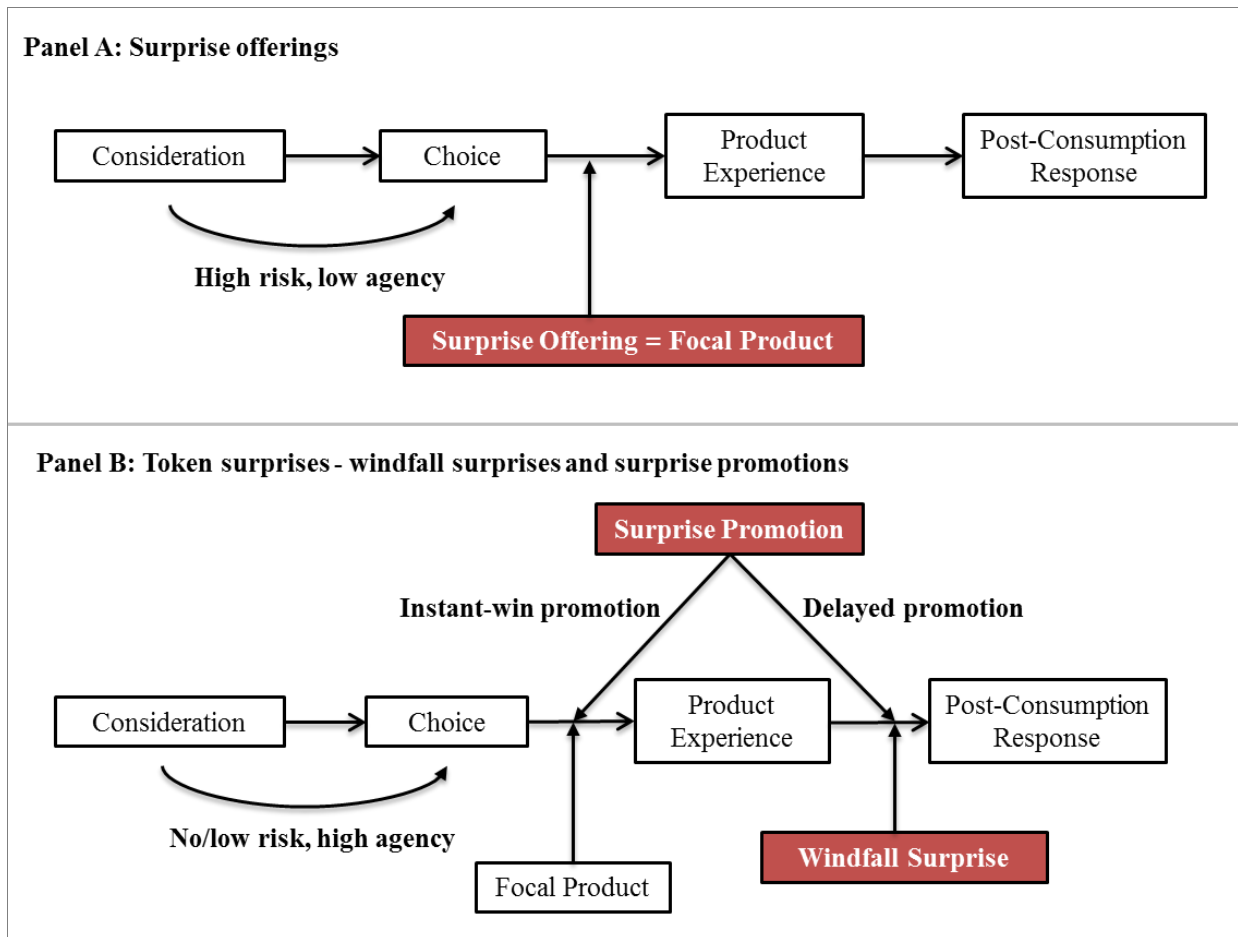 Panel A: Surprise offerings
Consideration
Choice
Product
Experience
Post-Consumption
Response
High risk, low agency
Surprise Offering = Focal Product
Panel B: Token surprises - windfall surprises and surprise promotions
Surprise Promotion
Instant-win promotion
Delayed promotion
Consideration
Choice
Product
Experience
Post-Consumption
Response
No/low risk, high agency
Windfall Surprise
Focal Product